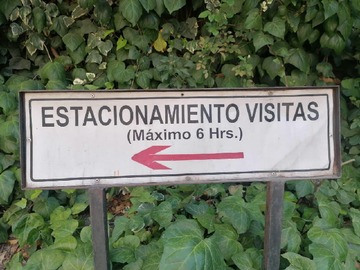 ESTACIONAMIENTO VISITAS
(Máximo 6 Hrs.)